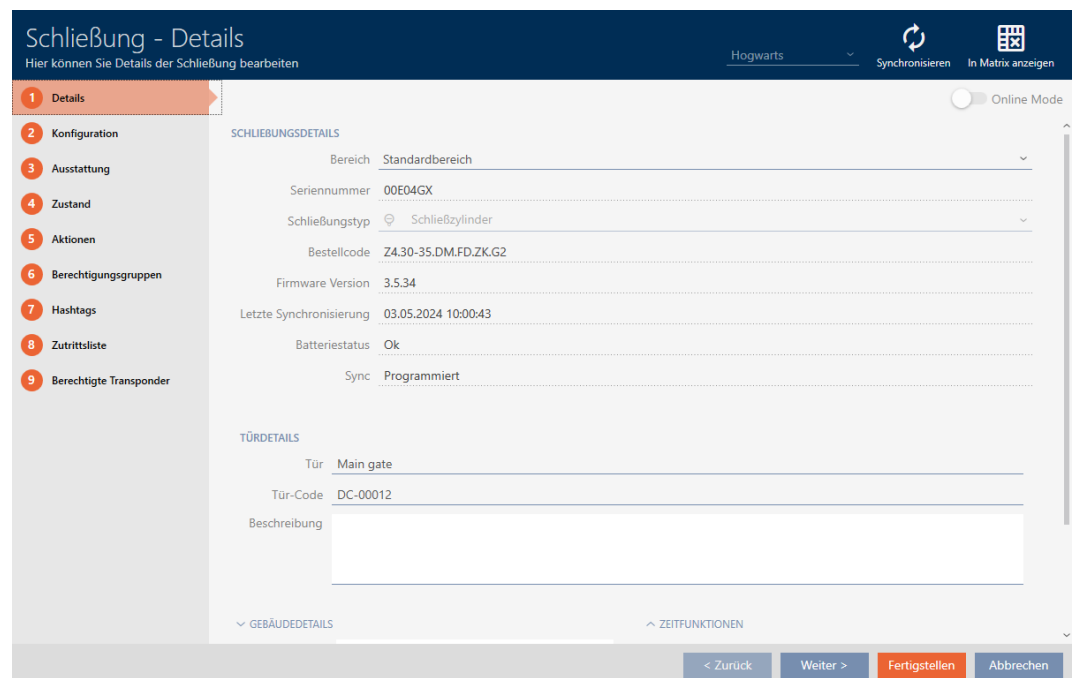 Schließung - Details
Hier können Sie Details der Schließung bearbeiten
Hogwarts
Synchronisieren
In Matrix anzeigen
1 Details
2 Konfiguration
3 Ausstattung
4 Zustand
5 Aktionen
6 Berechtigungsgruppen
7 Hashtags
8 Zutrittsliste
9 Berechtigte Transponder
Online Mode
SCHLIEßUNGSDETAILS
Bereich Standardbereich
Seriennummer 00E04GX
Schließungstyp Schließzylinder
Bestellcode Z4.30-35.DM.FD.ZK.G2
Firmware Version 3.5.34
Letzte Synchronisierung 03.05.2024 10:00:43
Batteriestatus Ok
Sync Programmiert
TÜRDETAILS
Tür Main gate
Tür-Code DC-00012
Beschreibung
GEBÄUDEDETAILS
ZEITFUNKTIONEN
< Zurück
Weiter >
Fertigstellen
Abbrechen